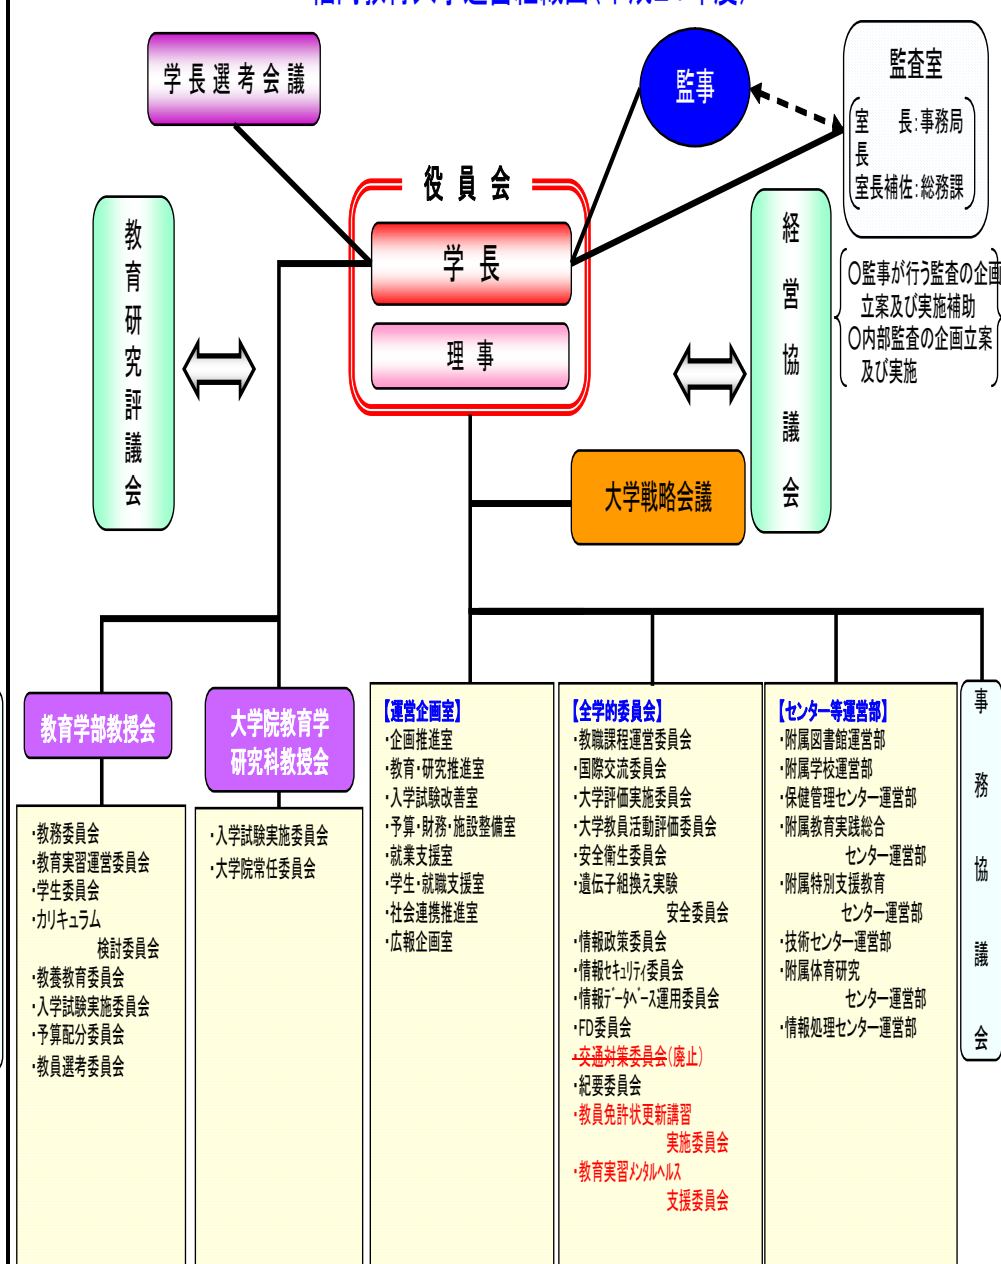 学長選考会議
監事
監査室
室　　長：事務局
長
室長補佐：総務課
役員会
学長
理事
教育研究評議会
経営協議会
○監事が行う監査の企画
立案及び実施補助
○内部監査の企画立案
及び実施
大学戦略会議
教育学部教授会
・教務委員会
・教育実習運営委員会
・学生委員会
・カリキュラム
検討委員会
・教養教育委員会
・入学試験実施委員会
・予算配分委員会
・教員選考委員会
大学院教育学
研究科教授会
・入学試験実施委員会
・大学院常任委員会
【運営企画室】
・企画推進室
・教育・研究推進室
・入学試験改善室
・予算・財務・施設整備室
・就業支援室
・学生・就職支援室
・社会連携推進室
・広報企画室
【全学的委員会】
・教職課程運営委員会
・国際交流委員会
・大学評価実施委員会
・大学教員活動評価委員会
・安全衛生委員会
・遺伝子組換え実験
安全委員会
・情報政策委員会
・情報ｾｷｭﾘﾃｨ委員会
・情報ﾃﾞｰﾀﾍﾞｰｽ運用委員会
・FD委員会
・交通対策委員会(廃止)
・紀要委員会
・教員免許状更新講習
実施委員会
・教育実習ﾒﾝﾀﾙﾍﾙｽ
支援委員会
【センター等運営部】
・附属図書館運営部
・附属学校運営部
・保健管理センター運営部
・附属教育実践総合
センター運営部
・附属特別支援教育
センター運営部
・技術センター運営部
・附属体育研究
センター運営部
・情報処理センター運営部
事務協議会